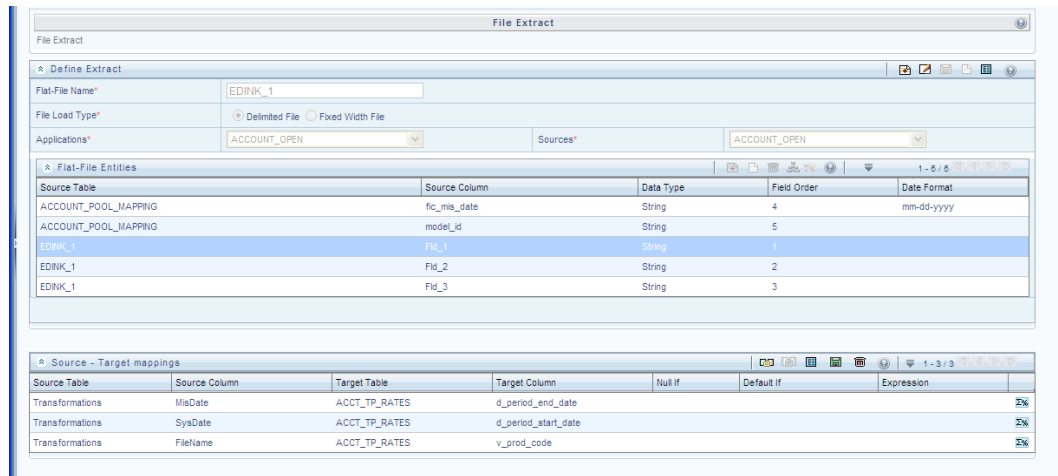 File Extract
File Extract
Define Extract
Flat-File Name* EDINK_1
File Load Type* Delimited File Fixed Width File
Applications* ACCOUNT_OPEN Sources* ACCOUNT_OPEN
Flat-File Entities 1 - 5 / 5
Source Table Source Column Data Type Field Order Date Format
ACCOUNT_POOL_MAPPING fic_mis_date String 4 mm-dd-yyyy
ACCOUNT_POOL_MAPPING model_id String 5
EDINK_1 Fld_1 String 1
EDINK_1 Fld_2 String 2
EDINK_1 Fld_3 String 3
Source - Target mappings 1 - 3 / 3
Source Table Source Column Target Table Target Column Null If Default If Expression
Transformations MisDate ACCT_TP_RATES d_period_end_date Σ%
Transformations SysDate ACCT_TP_RATES d_period_start_date Σ%
Transformations FileName ACCT_TP_RATES v_prod_code Σ%